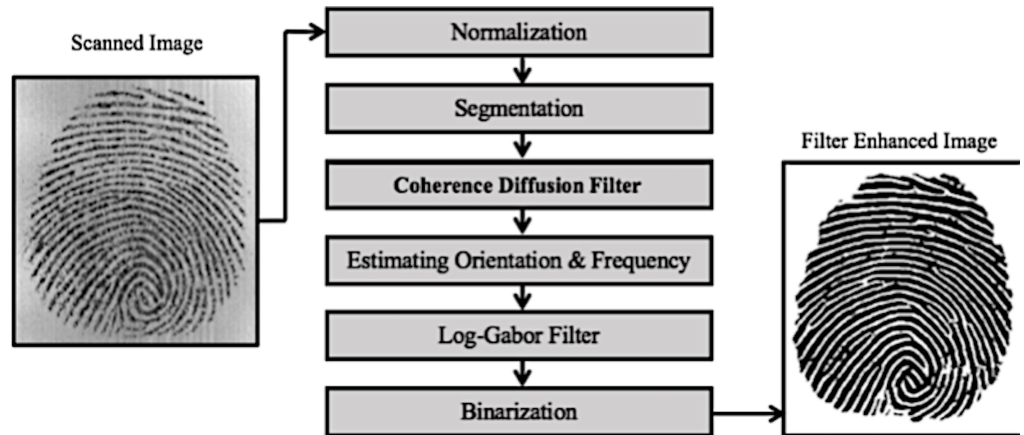 Scanned Image
Normalization
Segmentation
Coherence Diffusion Filter
Estimating Orientation & Frequency
Log-Gabor Filter
Binarization
Filter Enhanced Image